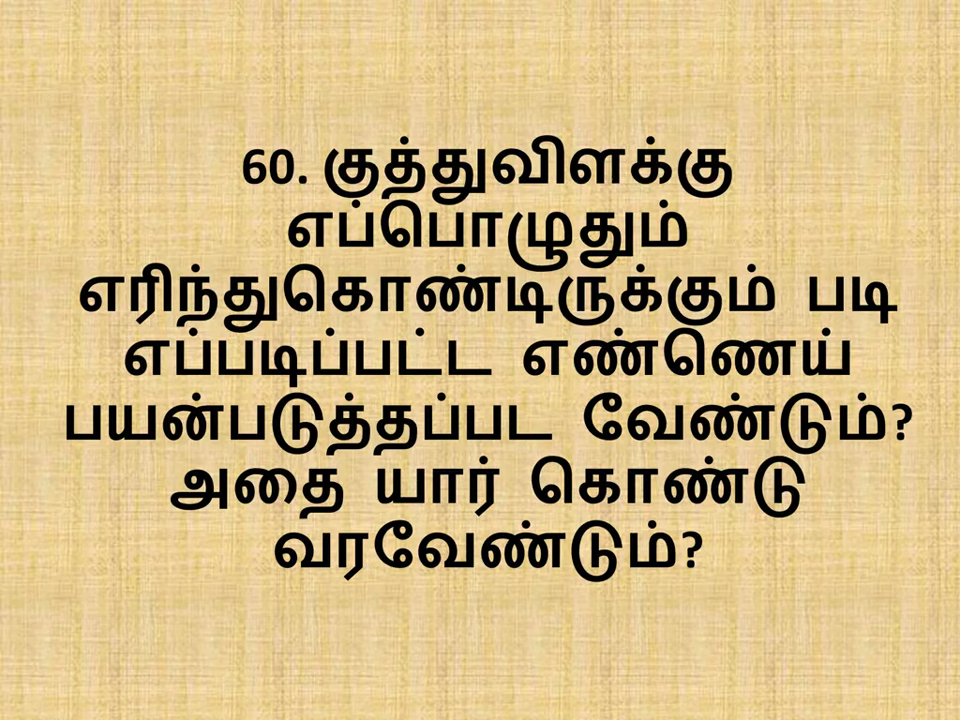 60. குத்துவிளக்கு
எப்பொழுதும்
எரிந்துகொண்டிருக்கும் படி
எப்படிப்பட்ட எண்ணெய்
பயன்படுத்தப்பட வேண்டும்?
அதை யார் கொண்டு
வரவேண்டும்?